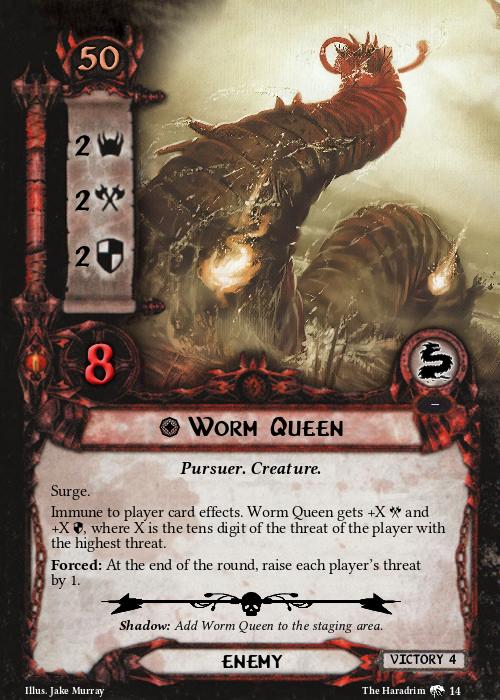 50
2
2
2
8
–
Worm Queen
Pursuer. Creature.
Surge.
Immune to player card effects. Worm Queen gets +X and
+X , where X is the tens digit of the threat of the player with
the highest threat.
Forced: At the end of the round, raise each player's threat
by 1.
Shadow: Add Worm Queen to the staging area.
ENEMY
VICTORY 4
Illus. Jake Murray
The Haradrim 14